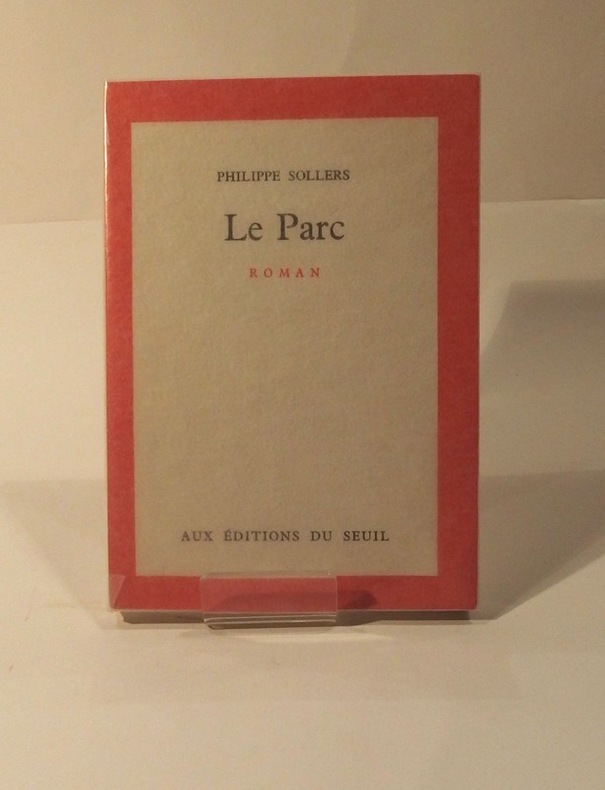 PHILIPPE SOLLERS
Le Parc
ROMAN
AUX ÉDITIONS DU SEUIL